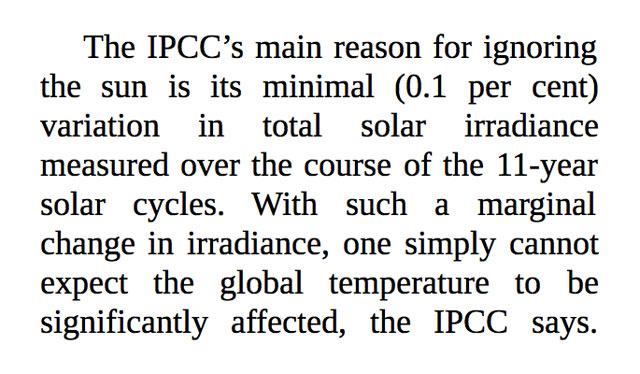 The IPCC’s main reason for ignoring
the sun is its minimal (0.1 per cent)
variation in total solar irradiance
measured over the course of the 11-year
solar cycles. With such a marginal
change in irradiance, one simply cannot
expect the global temperature to be
significantly affected, the IPCC says.